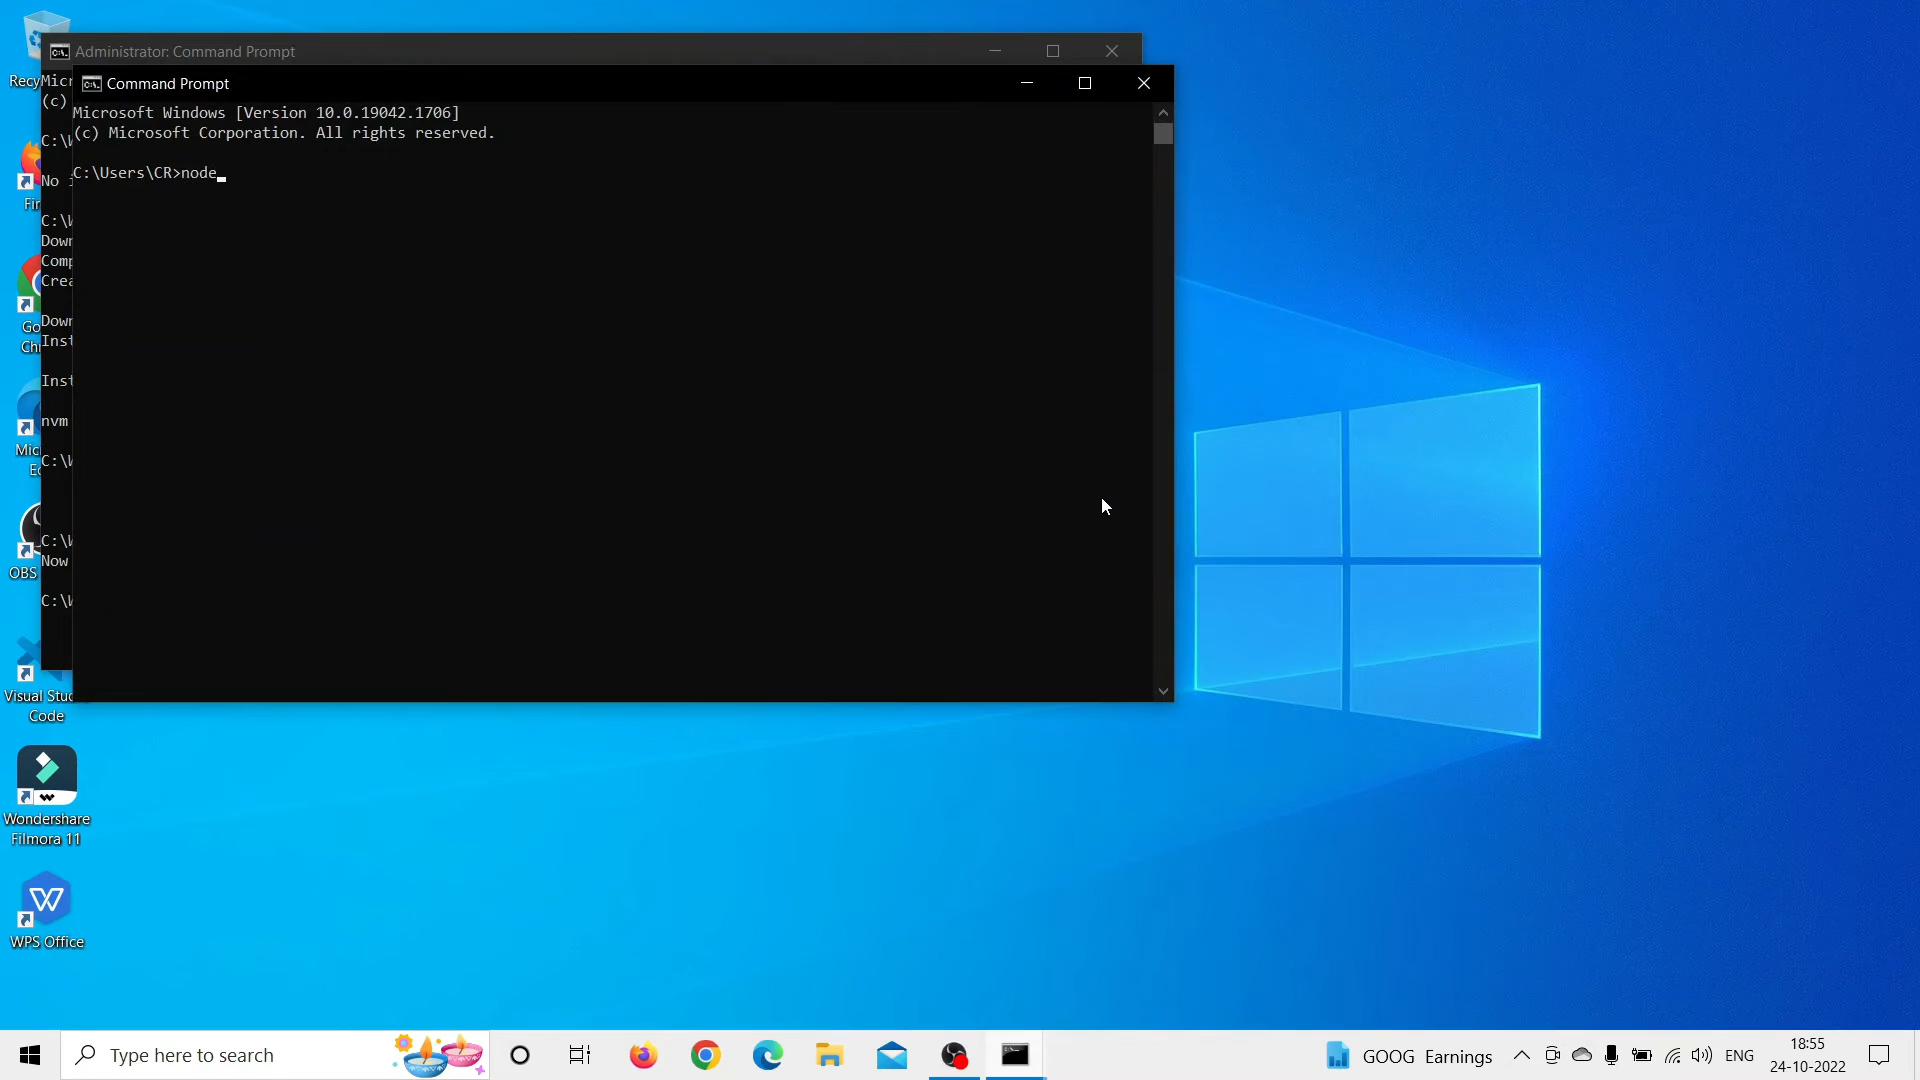 Administrator: Command Prompt
Command Prompt
Microsoft Windows [Version 10.0.19042.1706]
(c) Microsoft Corporation. All rights reserved.
C:\Users\CR>node
(c)
C:\
No
C:\
C:\
nvm
C:\
C:\
Now
C:\
OBS
Code
Wondershare
Filmora 11
WPS Office
Type here to search
GOOG Earnings
ENG
18:55
24-10-2022